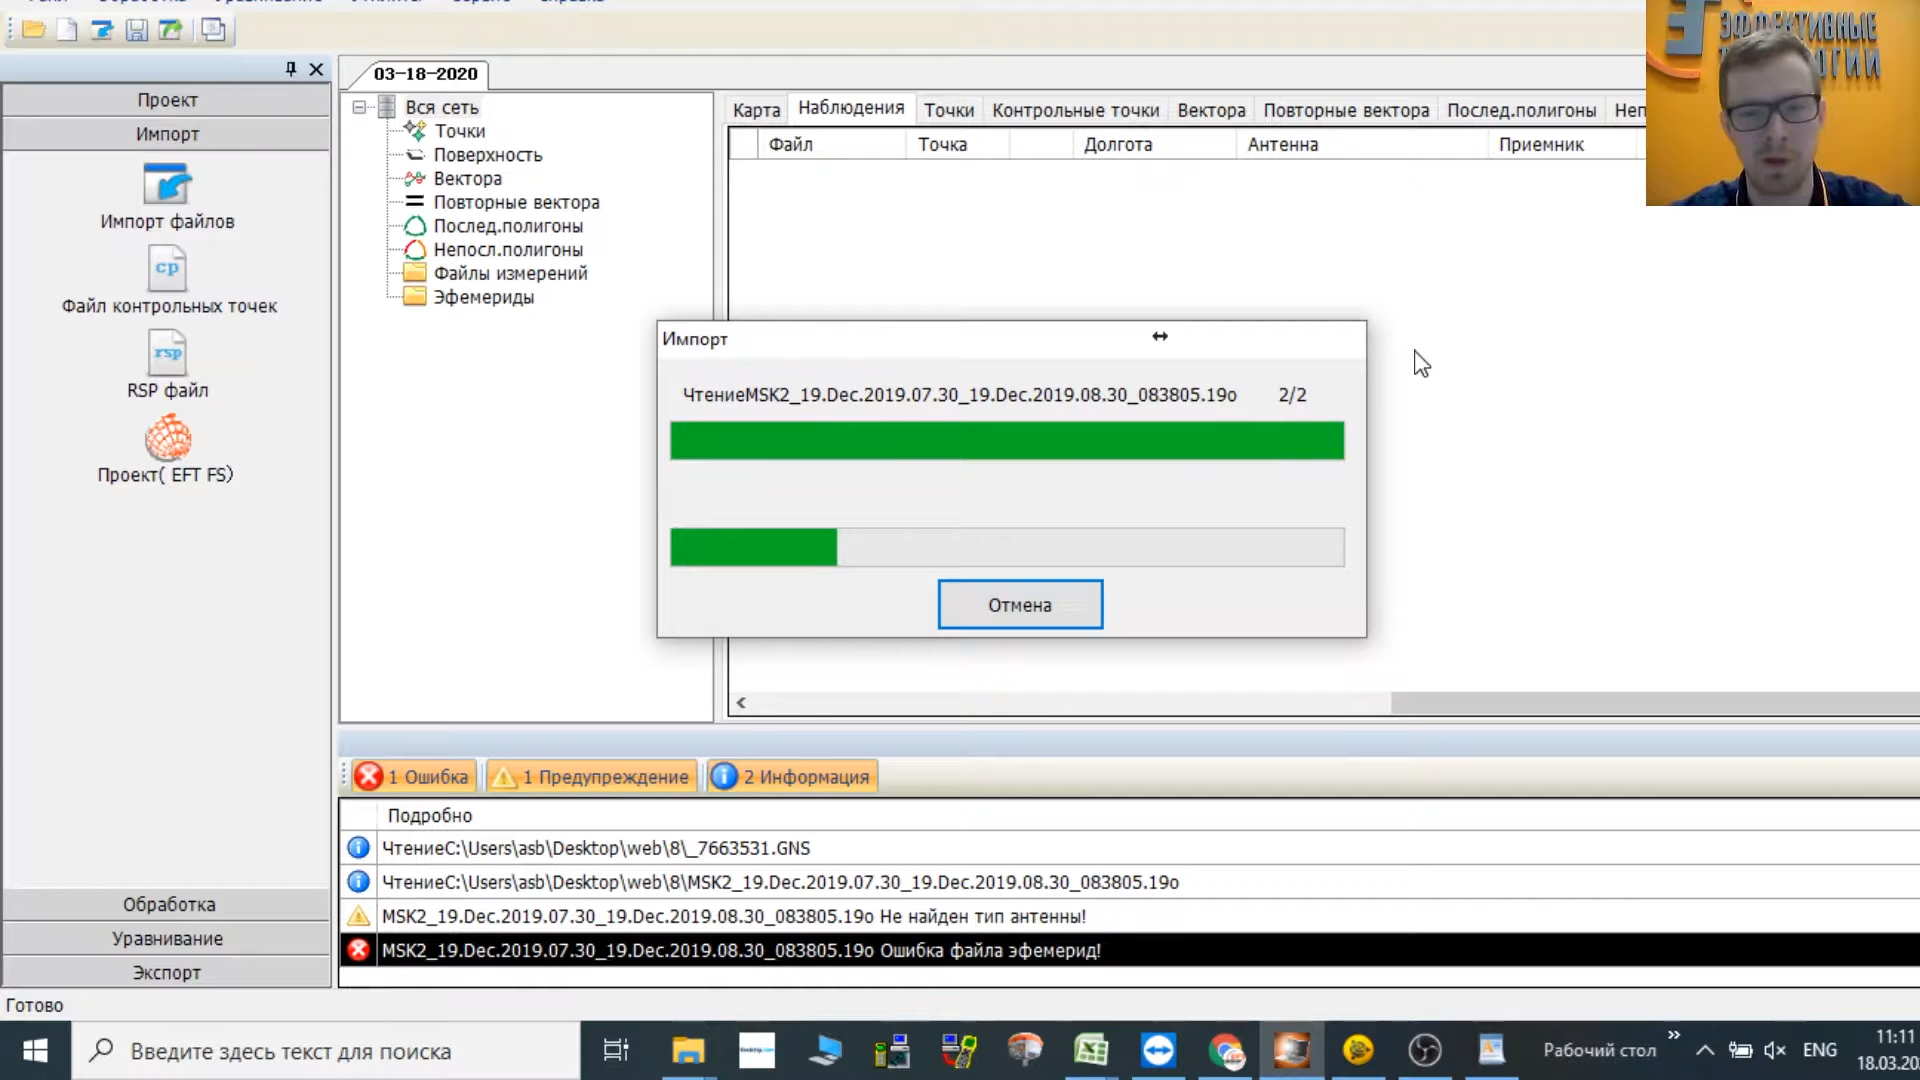 ЭФФЕКТИВНЫЕ
Проект
Импорт
Импорт файлов
cp
Файл контрольных точек
rsp
RSP файл
Проект( EFT FS)
Обработка
Уравнивание
Экспорт
03-18-2020
Вся сеть
Точки
Поверхность
Вектора
Повторные вектора
Послед.полигоны
Непосл.полигоны
Файлы измерений
Эфемериды
Карта Наблюдения Точки Контрольные точки Вектора Повторные вектора Послед.полигоны
Файл Точка Долгота Антенна Приемник
Импорт
ЧтениеMSK2_19.Dec.2019.07.30_19.Dec.2019.08.30_083805.19o 2/2
Отмена
1 Ошибка 1 Предупреждение 2 Информация
Подробно
ЧтениеC:\Users\asb\Desktop\web\8\_7663531.GNS
ЧтениеC:\Users\asb\Desktop\web\8\MSK2_19.Dec.2019.07.30_19.Dec.2019.08.30_083805.19o
MSK2_19.Dec.2019.07.30_19.Dec.2019.08.30_083805.19o Не найден тип антенны!
MSK2_19.Dec.2019.07.30_19.Dec.2019.08.30_083805.19o Ошибка файла эфемерид!
Готово
Введите здесь текст для поиска
Рабочий стол
ENG
11:11
18.03.20